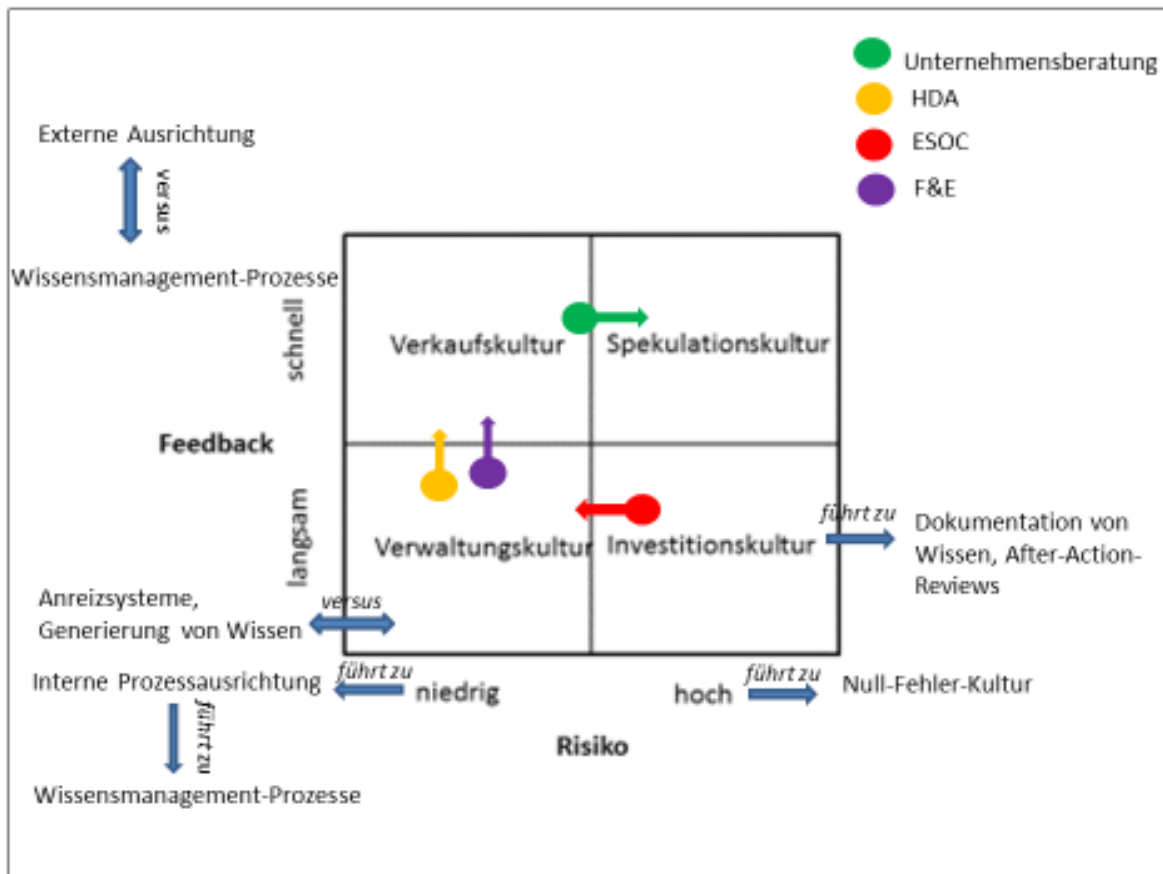 Unternehmensberatung
HDA
ESOC
F&E
Externe Ausrichtung
versus
Wissensmanagement-Prozesse
schnell
Verkaufskultur
Spekulationskultur
Feedback
langsam
Verwaltungskultur
Investitionskultur
führt zu
Dokumentation von
Wissen, After-Action-
Reviews
Anreizsysteme,
Generierung von Wissen
versus
Interne Prozessausrichtung
führt zu
niedrig
hoch
führt zu
Null-Fehler-Kultur
führt zu
Risiko
Wissensmanagement-Prozesse